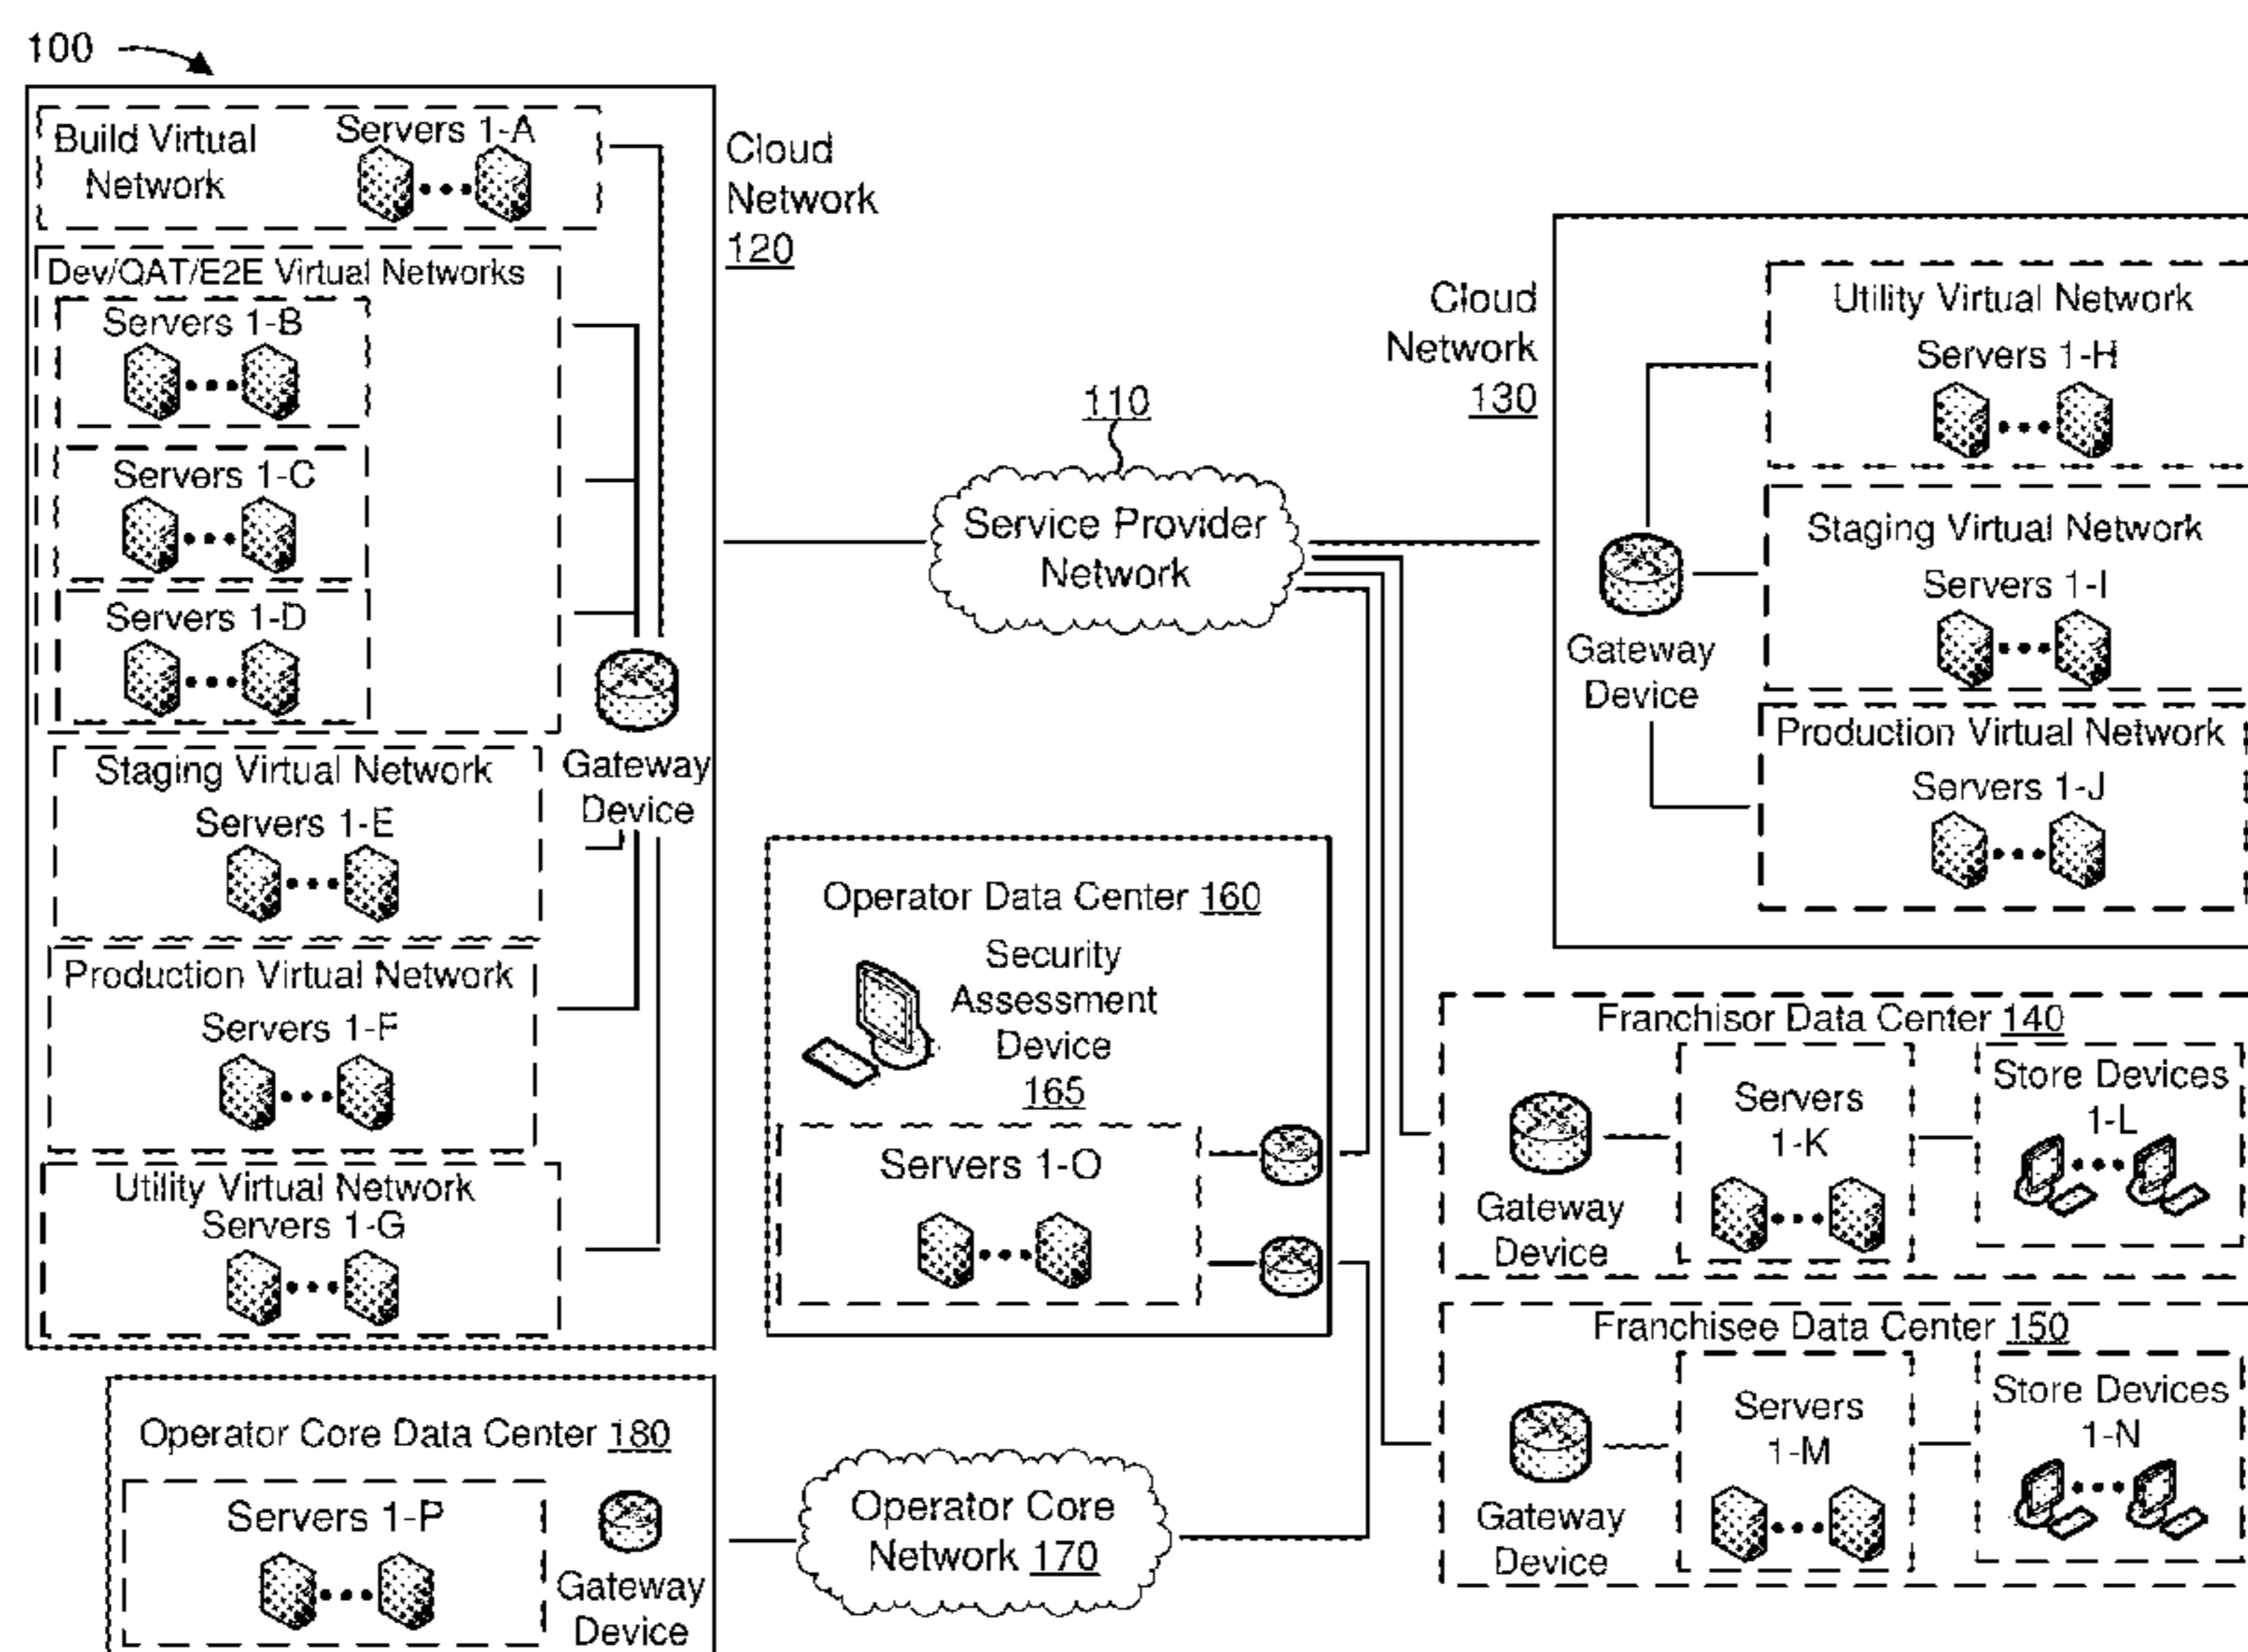 100
Build Virtual
Network
Servers 1-A
Cloud
Network
120
Dev/QAT/E2E Virtual Networks
Servers 1-B
Servers 1-C
Servers 1-D
Gateway
Device
Staging Virtual Network
Servers 1-E
Production Virtual Network
Servers 1-F
Utility Virtual Network
Servers 1-G
110
Service Provider
Network
Cloud
Network
130
Utility Virtual Network
Servers 1-H
Staging Virtual Network
Servers 1-I
Gateway
Device
Production Virtual Network
Servers 1-J
Operator Data Center 160
Security
Assessment
Device
165
Servers 1-O
Franchisor Data Center 140
Gateway
Device
Servers
1-K
Store Devices
1-L
Franchisee Data Center 150
Gateway
Device
Servers
1-M
Store Devices
1-N
Operator Core Data Center 180
Servers 1-P
Gateway
Device
Operator Core
Network 170